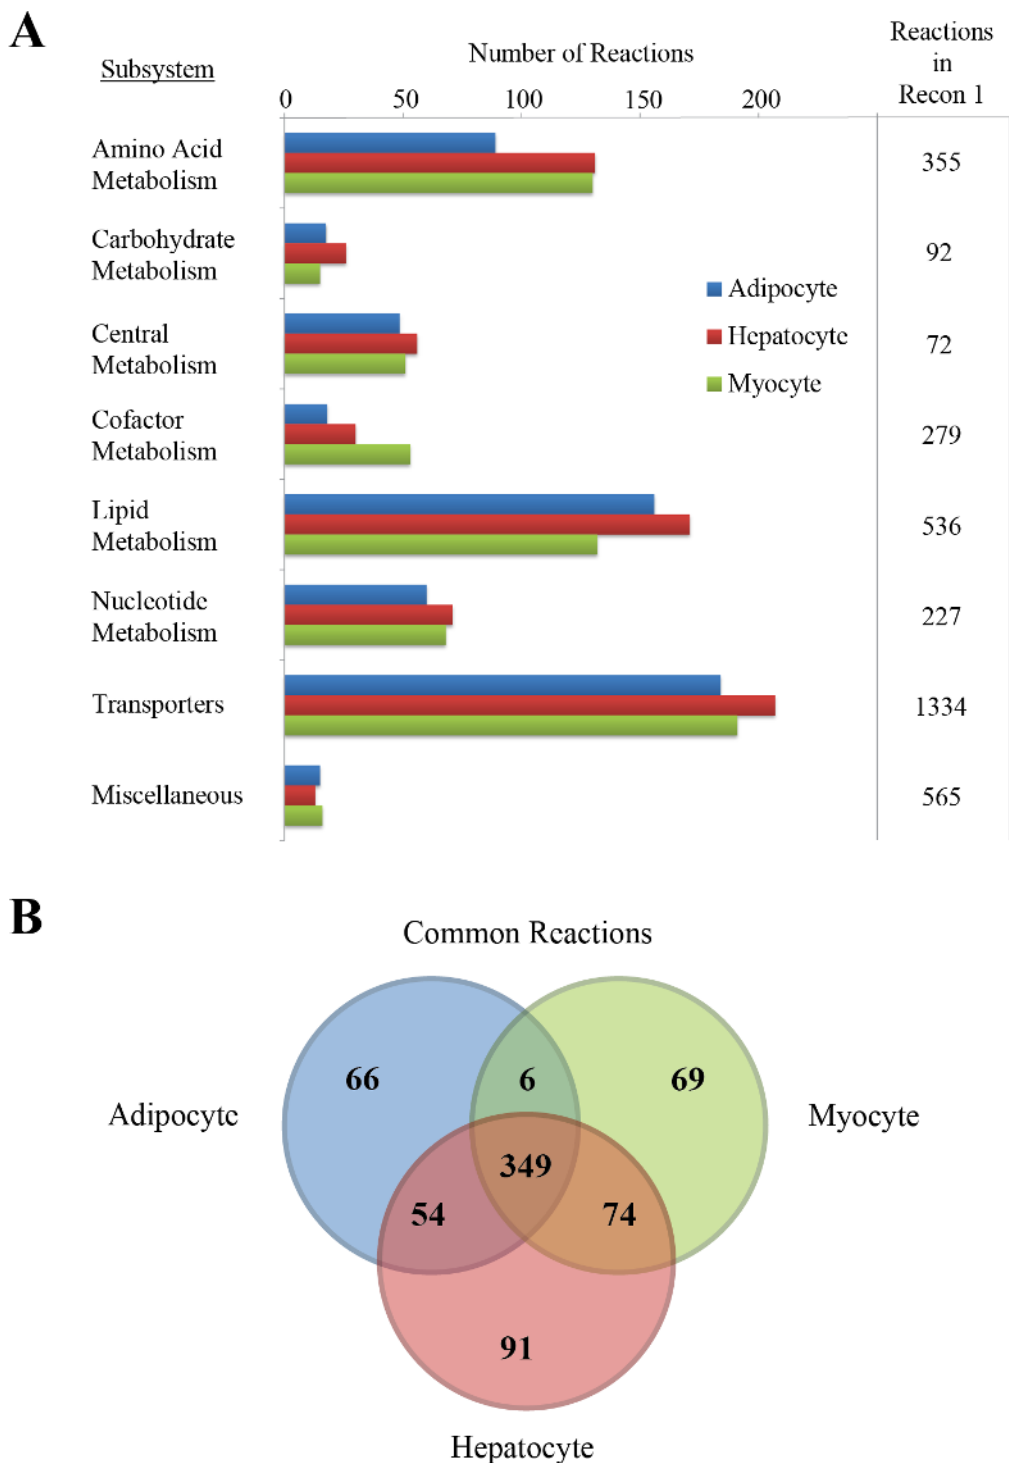 A
Subsystem
Number of Reactions
Reactions
in
Recon 1
0 50 100 150 200
Amino Acid
Metabolism
355
Carbohydrate
Metabolism
92
Adipocyte
Hepatocyte
Myocyte
Central
Metabolism
72
Cofactor
Metabolism
279
Lipid
Metabolism
536
Nucleotide
Metabolism
227
Transporters
1334
Miscellaneous
565
B
Common Reactions
66 6 69
Adipocyte
Myocyte
349
54 74
91
Hepatocyte